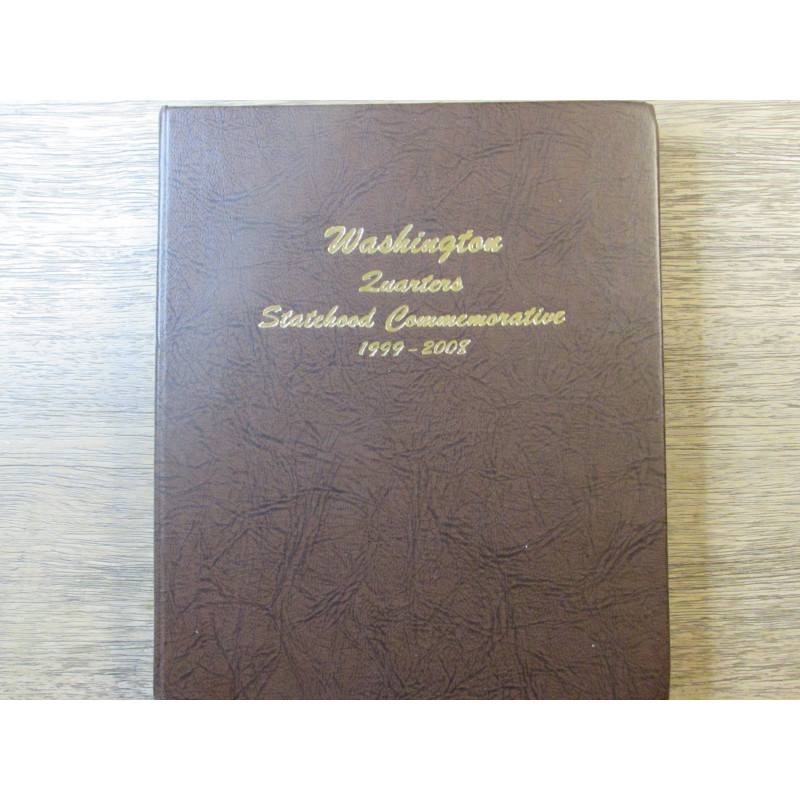 Washington
Quarters
Statehood Commemorative
1999-2008